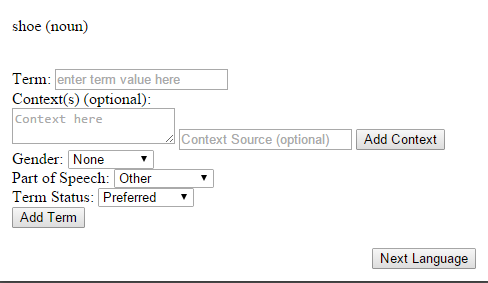 shoe (noun)
Term: enter term value here
Context(s) (optional):
Context here
Context Source (optional) Add Context
Gender: None
Part of Speech: Other
Term Status: Preferred
Add Term
Next Language